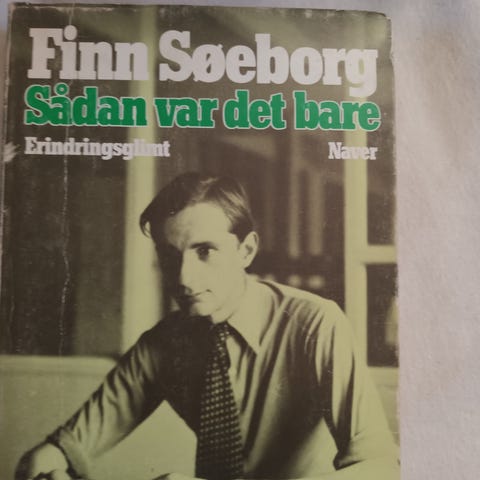 Finn Søeborg
Sådan var det bare
Erindringsglimt Naver